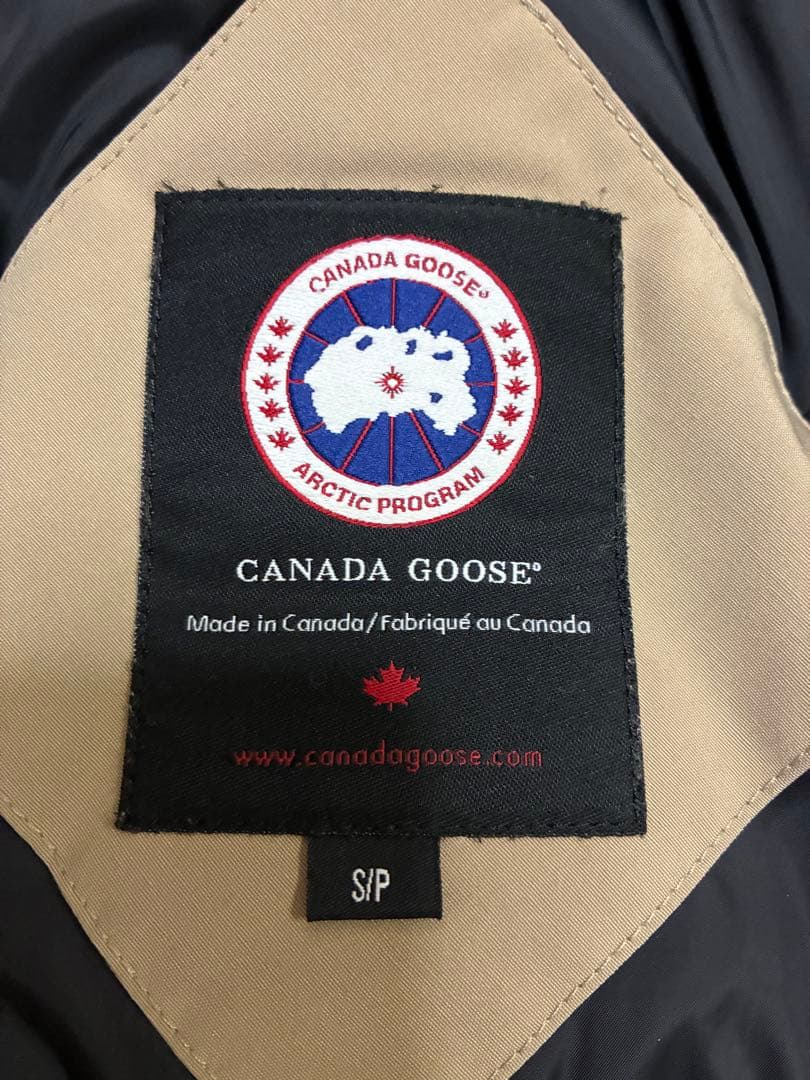 CANADA GOOSE®
ARCTIC PROGRAM
CANADA GOOSE®
Made in Canada/Fabriqué au Canada
www.canadagoose.com
S/P